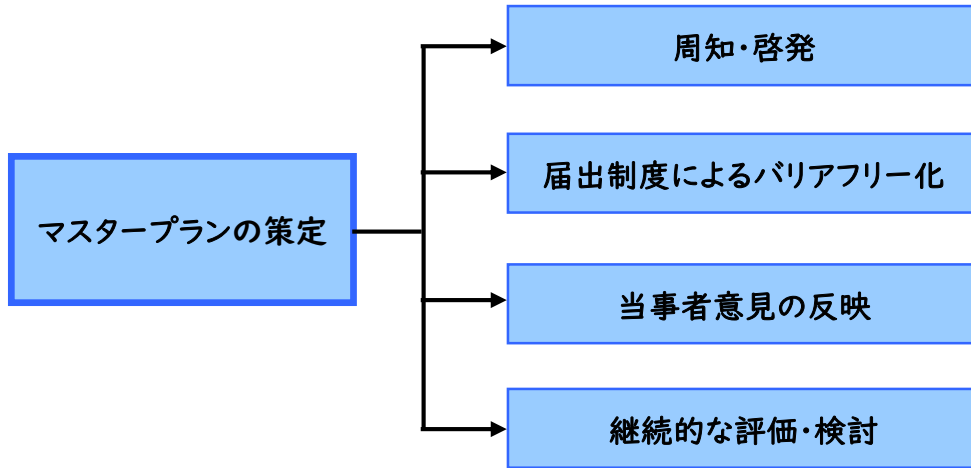 周知・啓発
届出制度によるバリアフリー化
マスタープランの策定
当事者意見の反映
継続的な評価・検討